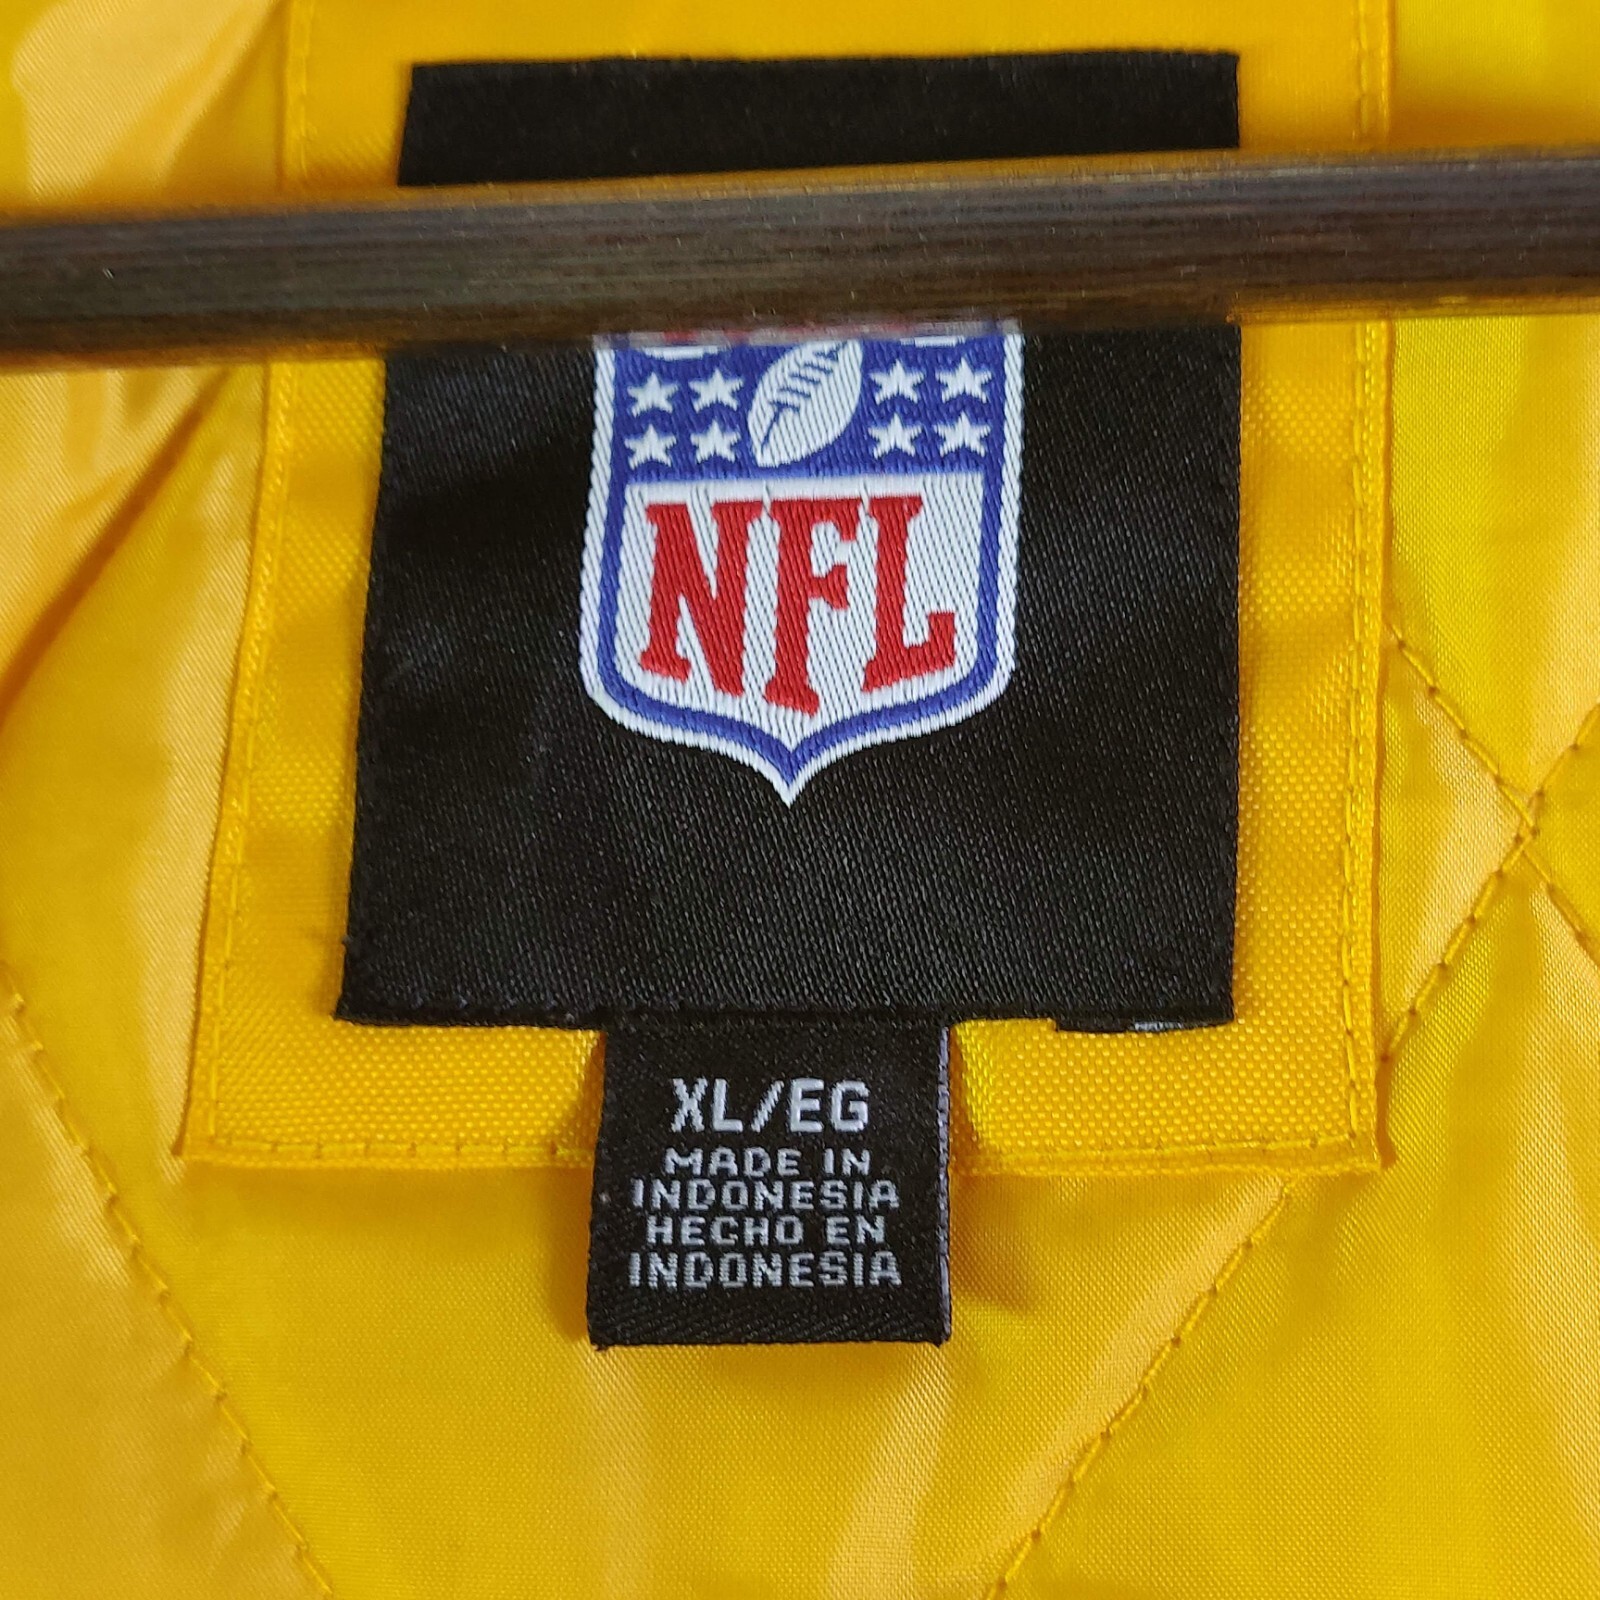 NFL
XL/EG
MADE IN
INDONESIA
HECHO EN
INDONESIA